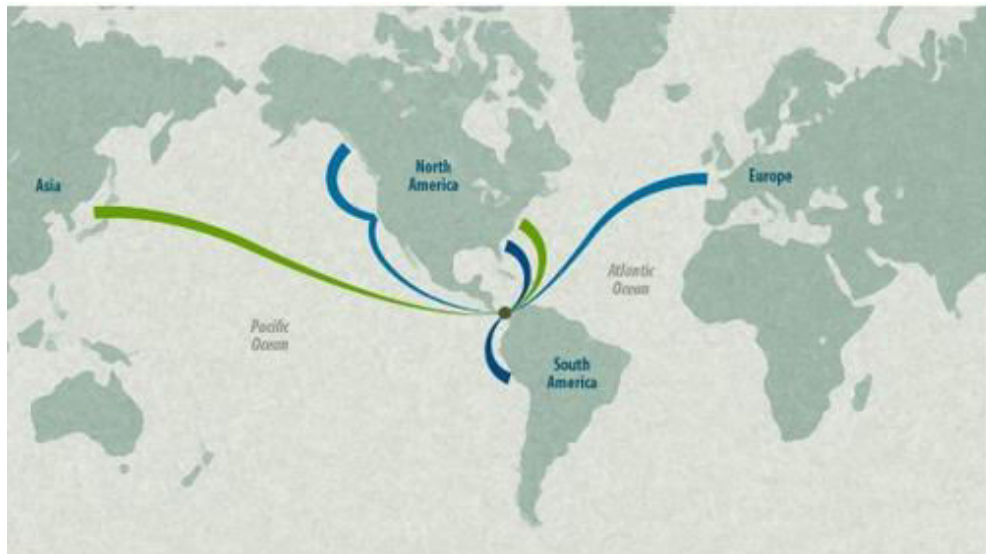 Asia
North
America
Europe
Atlantic
Ocean
Pacific
Ocean
South
America